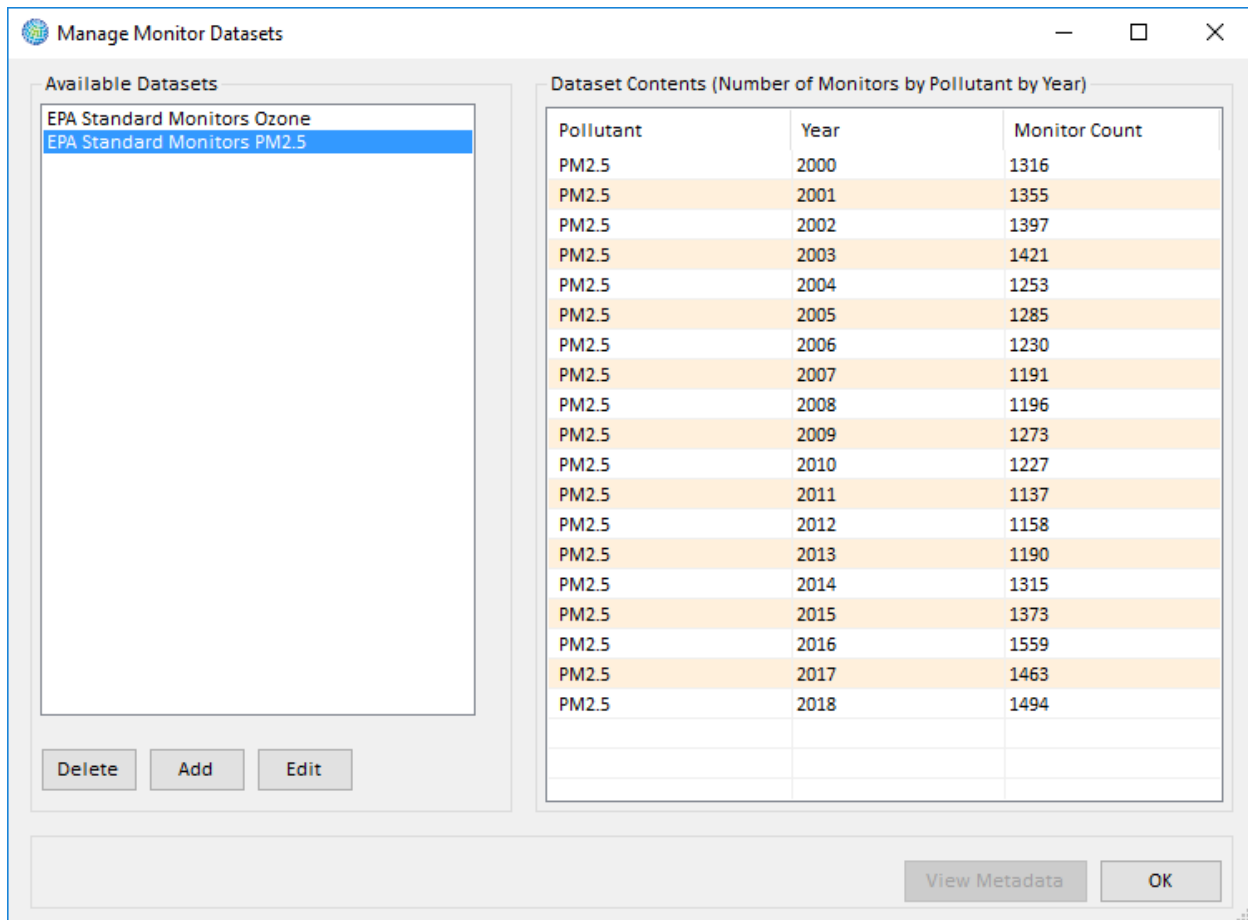 Manage Monitor Datasets
Available Datasets
EPA Standard Monitors Ozone
EPA Standard Monitors PM2.5
Delete Add Edit
Dataset Contents (Number of Monitors by Pollutant by Year)
Pollutant Year Monitor Count
PM2.5 2000 1316
PM2.5 2001 1355
PM2.5 2002 1397
PM2.5 2003 1421
PM2.5 2004 1253
PM2.5 2005 1285
PM2.5 2006 1230
PM2.5 2007 1191
PM2.5 2008 1196
PM2.5 2009 1273
PM2.5 2010 1227
PM2.5 2011 1137
PM2.5 2012 1158
PM2.5 2013 1190
PM2.5 2014 1315
PM2.5 2015 1373
PM2.5 2016 1559
PM2.5 2017 1463
PM2.5 2018 1494
View Metadata OK